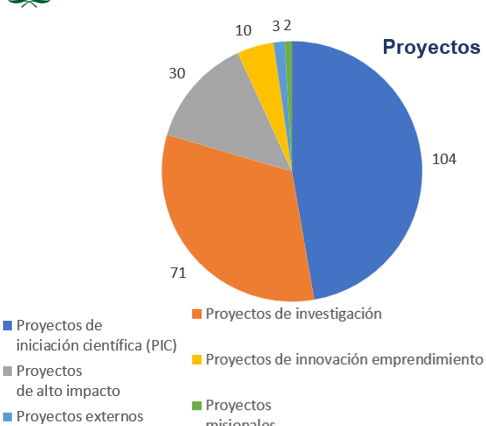 Proyectos
10
3
2
30
104
71
Proyectos de
iniciación científica (PIC)
Proyectos de investigación
Proyectos
de alto impacto
Proyectos de innovación emprendimiento
Proyectos externos
Proyectos
misionales